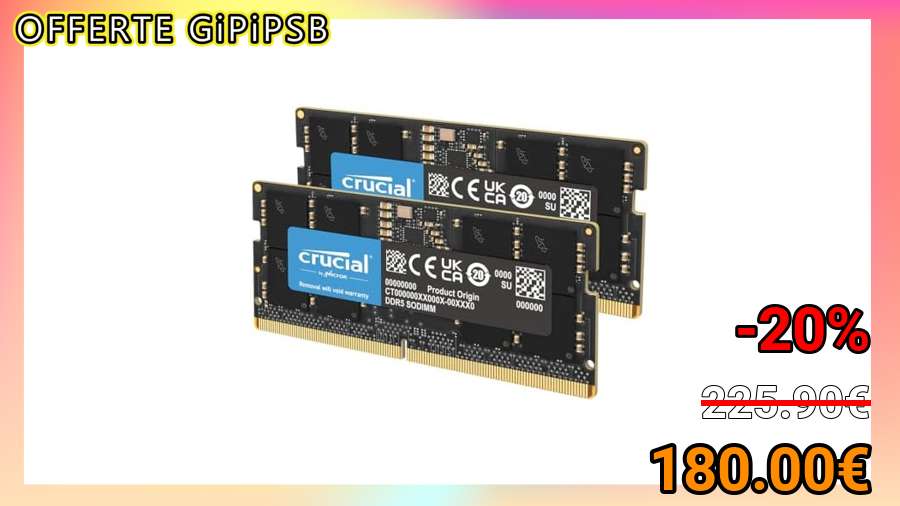 OFFERTE GiPiPSB
crucial
CE UK CA 20 0000
SU
crucial
by Micron
Removal will void warranty
CE UK CA 20 0000
SU
00000000 Product Origin
CT000000XX000X-00XXX0
DDR5 SODIMM
000000
-20%
225.90€
180.00€